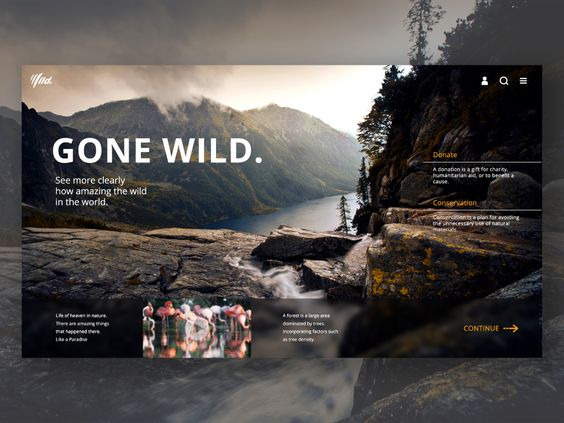 Wild.
GONE WILD.
See more clearly
how amazing the wild
in the world.
Donate
A donation is a gift for charity,
humanitarian aid, or to benefit a
cause.
Conservation
Conservation is a plan for avoiding
the unnecessary use of natural
materials.
Life of heaven in nature.
There are amazing things
that happened there.
Like a Paradise
A forest is a large area
dominated by trees.
Incorporating factors such
as tree density.
CONTINUE